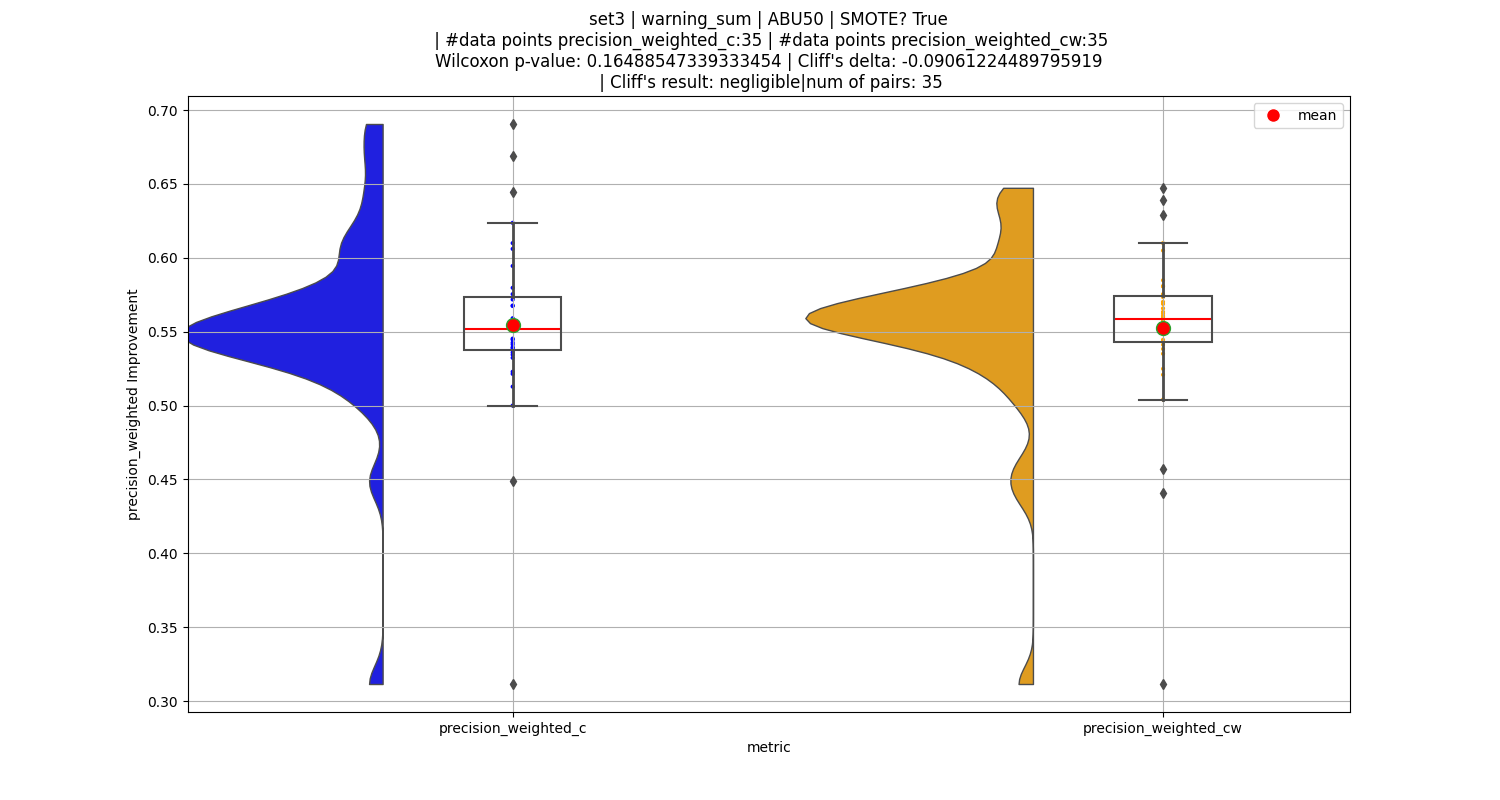 set3 | warning_sum | ABU50 | SMOTE? True
| #data points precision_weighted_c:35 | #data points precision_weighted_cw:35
Wilcoxon p-value: 0.16488547339333454 | Cliff's delta: -0.09061224489795919
| Cliff's result: negligible|num of pairs: 35
mean
0.70
0.65
0.60
0.55
0.50
0.45
0.40
0.35
0.30
precision_weighted Improvement
precision_weighted_c
precision_weighted_cw
metric